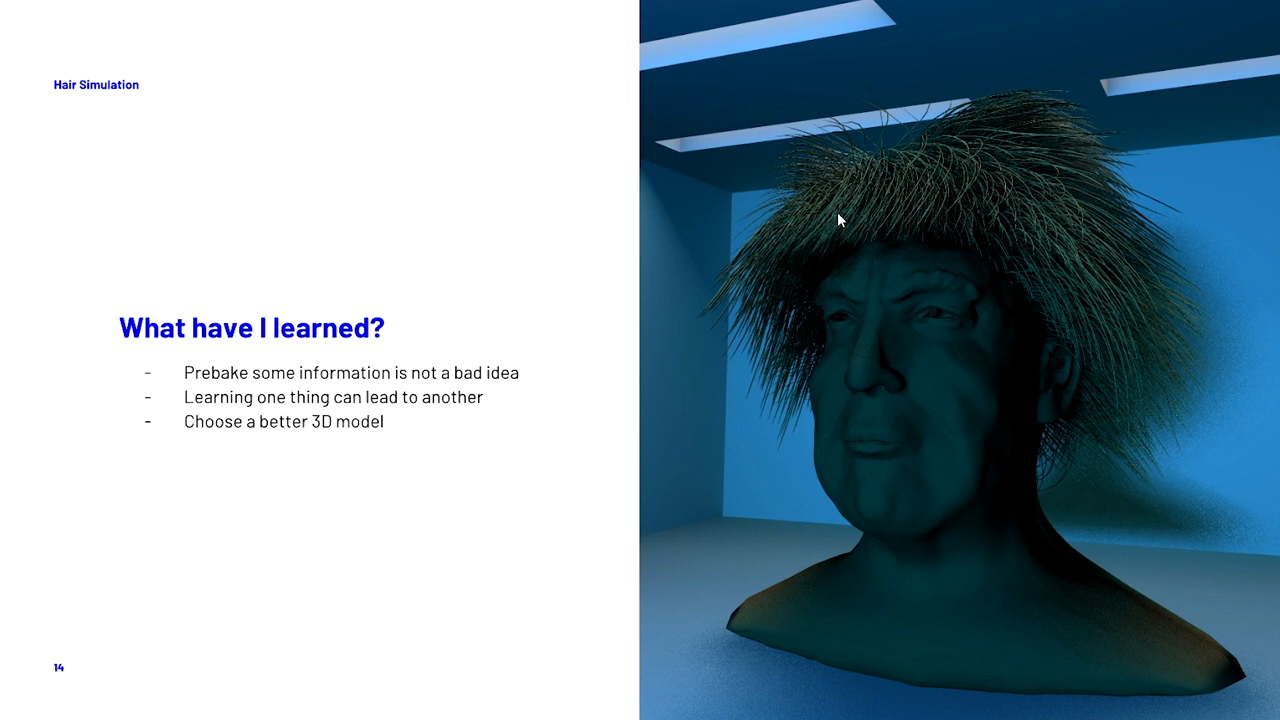 Hair Simulation
What have I learned?
- Prebake some information is not a bad idea
- Learning one thing can lead to another
- Choose a better 3D model
14